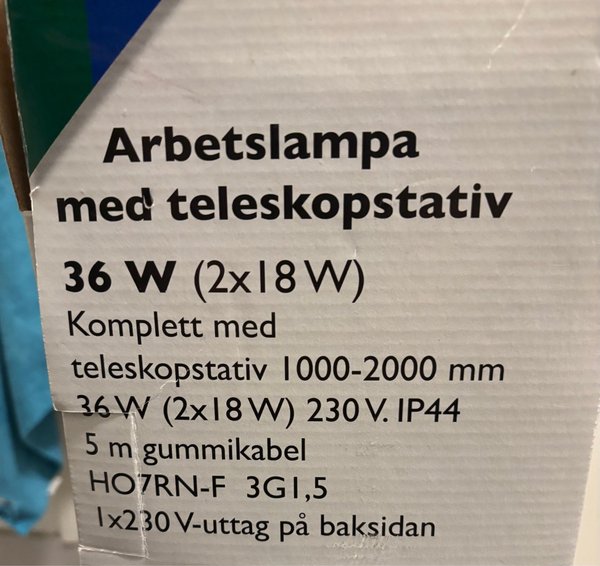 Arbetslampa
med teleskopstativ
36 W (2x18 W)
Komplett med
teleskopstativ 1000-2000 mm
36 W (2x18 W) 230 V. IP44
5 m gummikabel
HO7RN-F 3G1,5
1x230 V-uttag på baksidan